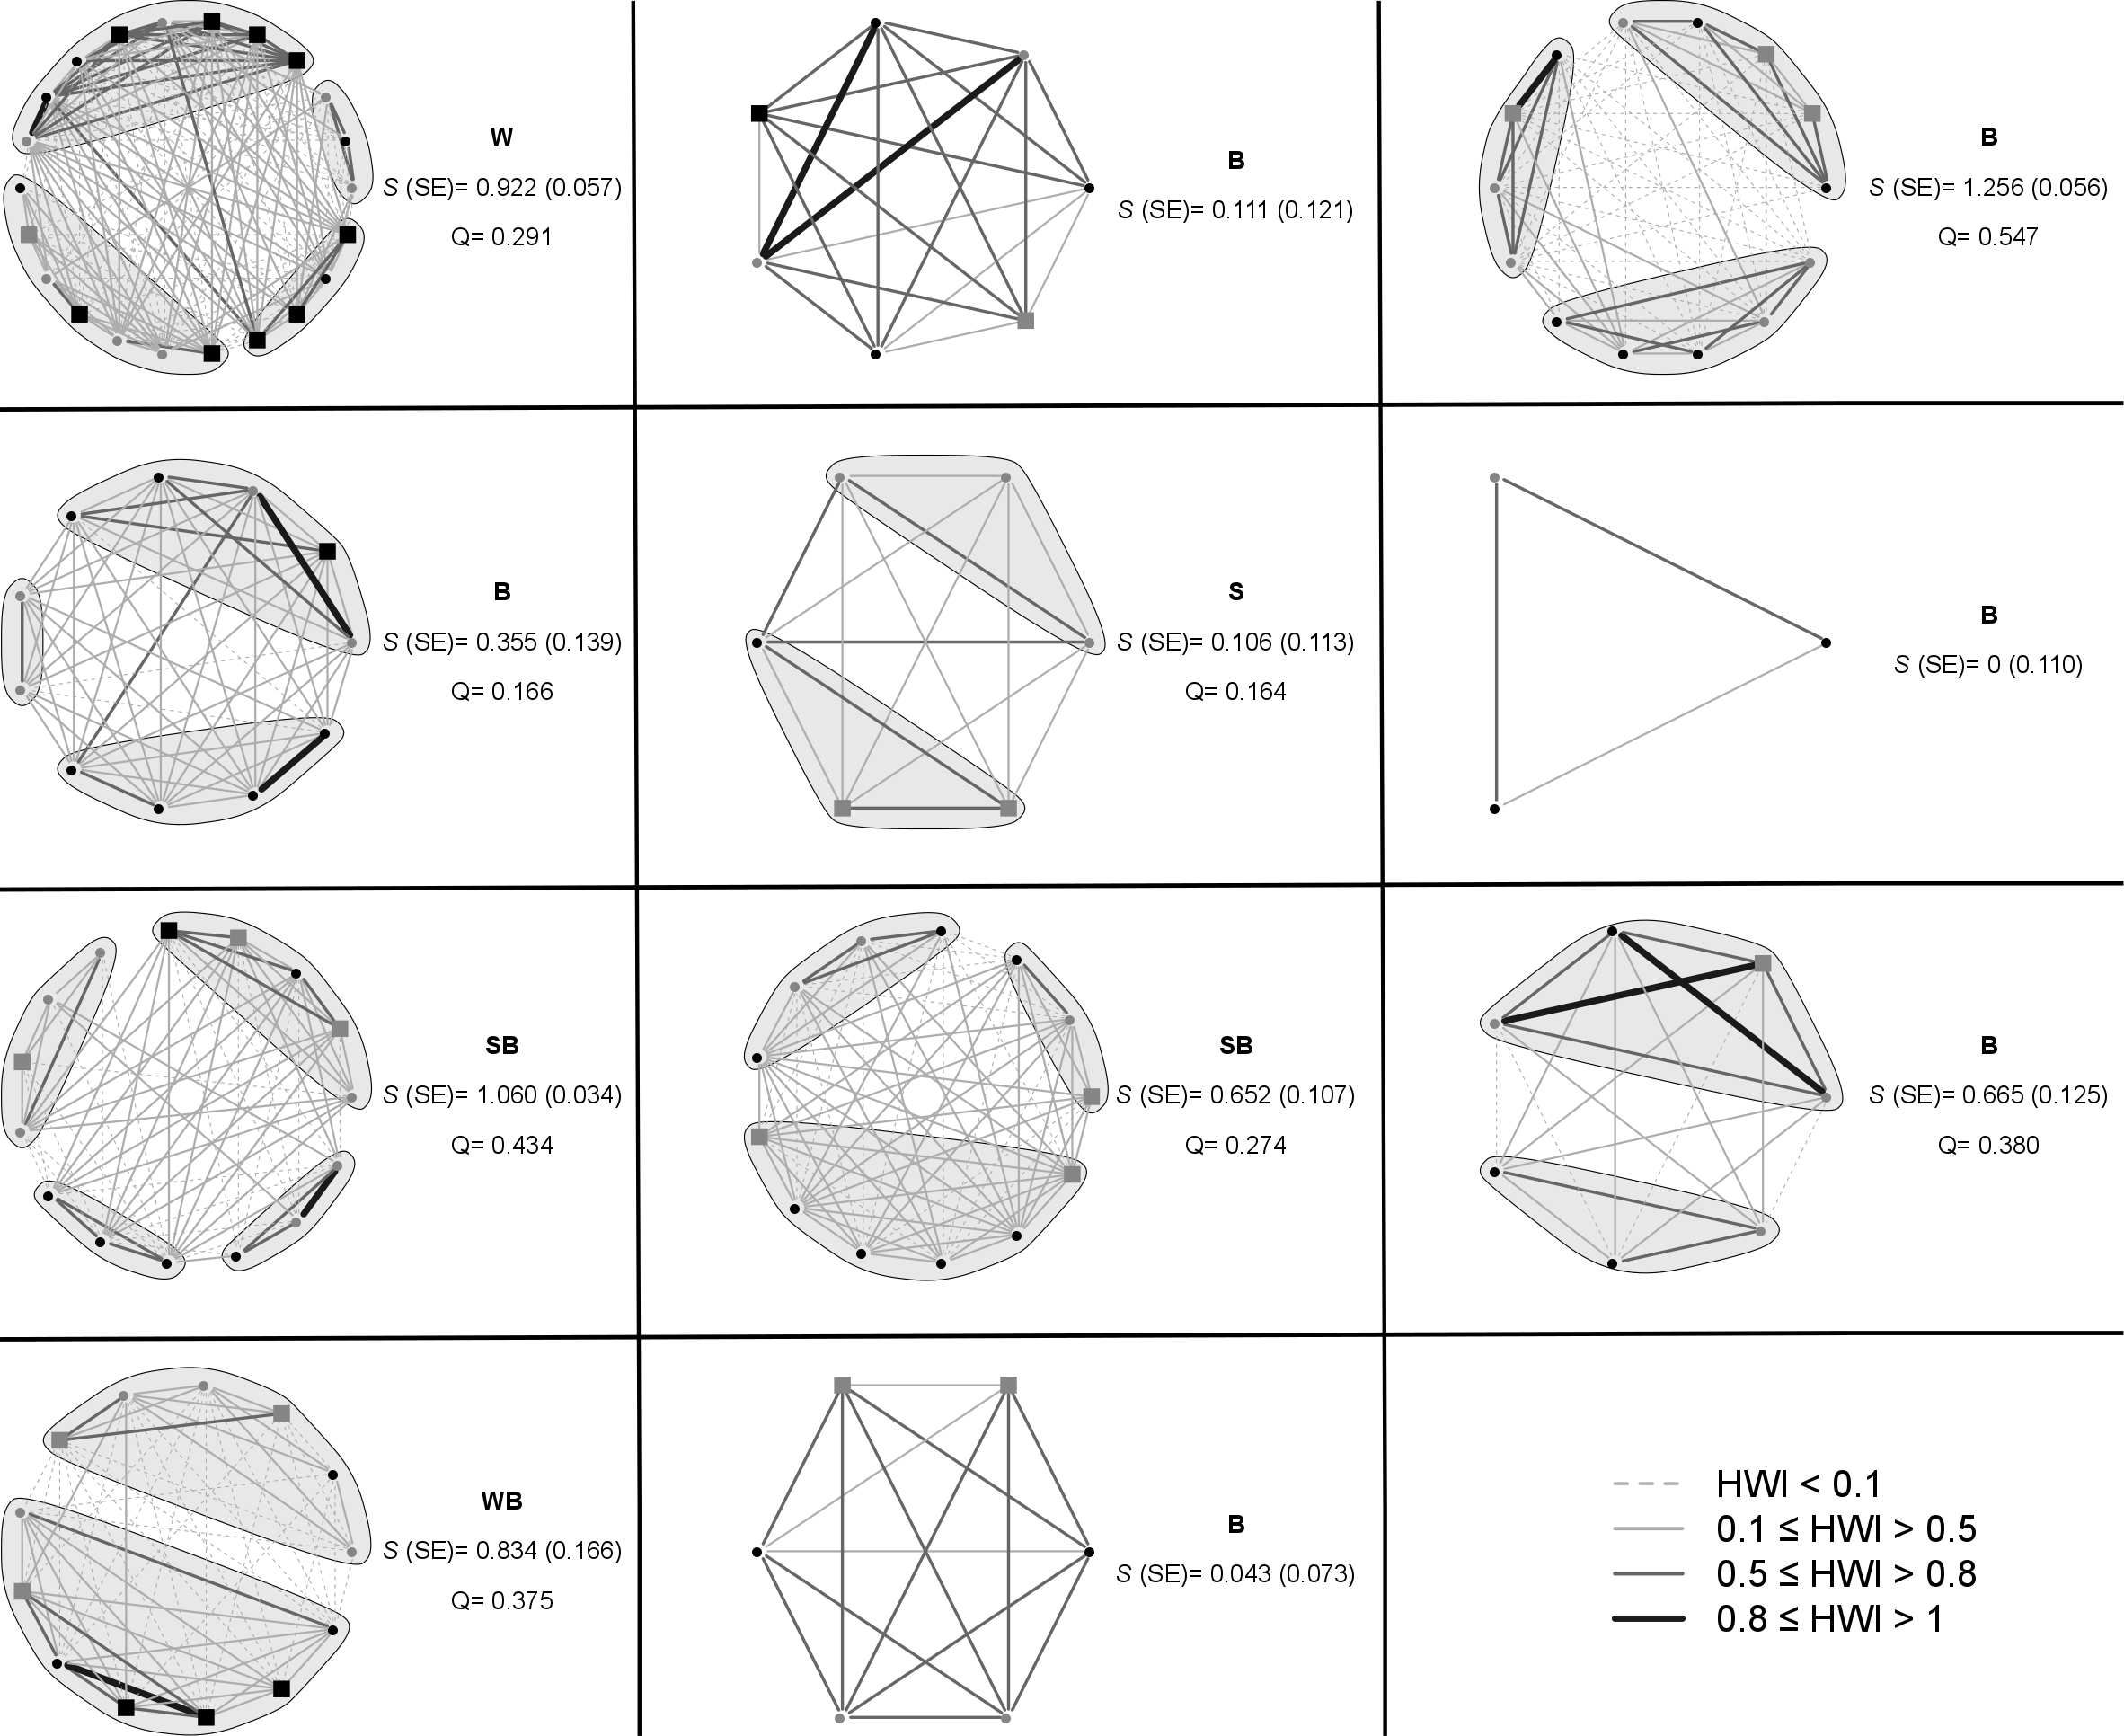 W
S (SE)= 0.922 (0.057)
Q= 0.291
B
S (SE)= 0.111 (0.121)
B
S (SE)= 1.256 (0.056)
Q= 0.547
B
S (SE)= 0.355 (0.139)
Q= 0.166
S
S (SE)= 0.106 (0.113)
Q= 0.164
B
S (SE)= 0 (0.110)
SB
S (SE)= 1.060 (0.034)
Q= 0.434
SB
S (SE)= 0.652 (0.107)
Q= 0.274
B
S (SE)= 0.665 (0.125)
Q= 0.380
WB
S (SE)= 0.834 (0.166)
Q= 0.375
B
S (SE)= 0.043 (0.073)
HWI < 0.1
0.1 ≤ HWI > 0.5
0.5 ≤ HWI > 0.8
0.8 ≤ HWI > 1